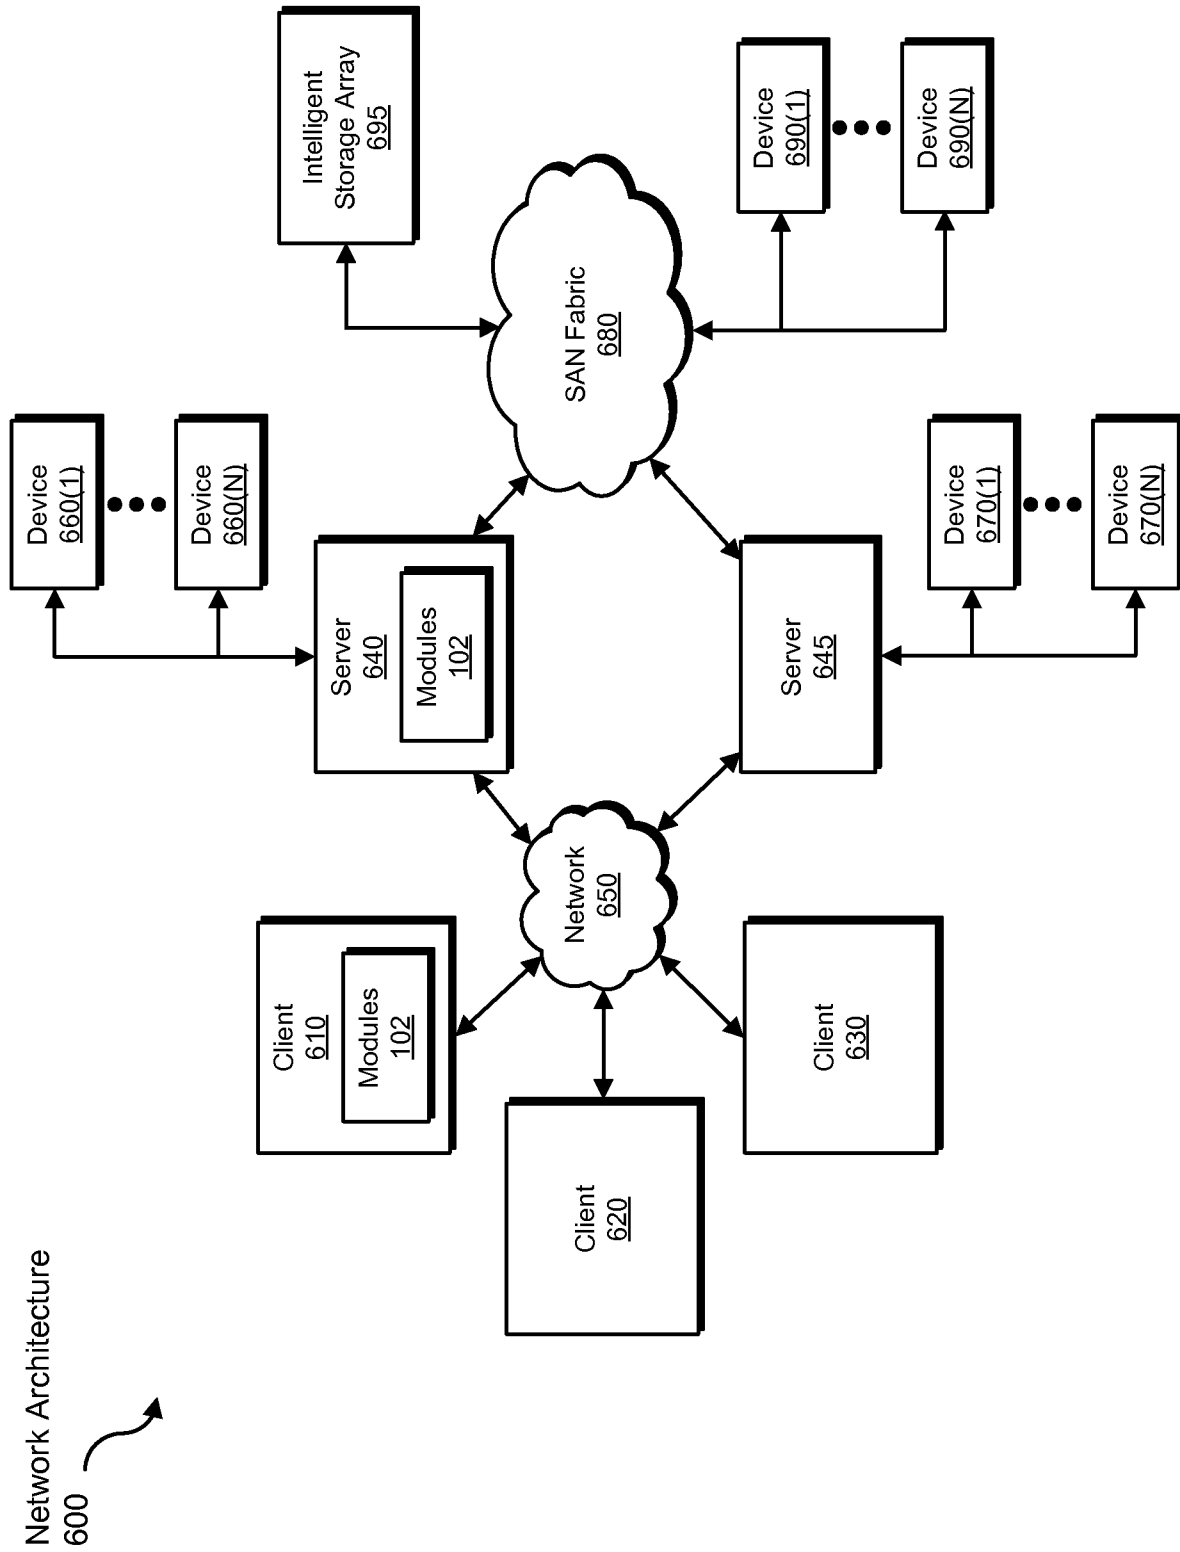 Network Architecture
600
Client
610
Modules
102
Client
620
Client
630
Network
650
Server
640
Modules
102
Server
645
Device
660(1)
Device
660(N)
Device
670(1)
Device
670(N)
SAN Fabric
680
Intelligent
Storage Array
695
Device
690(1)
Device
690(N)